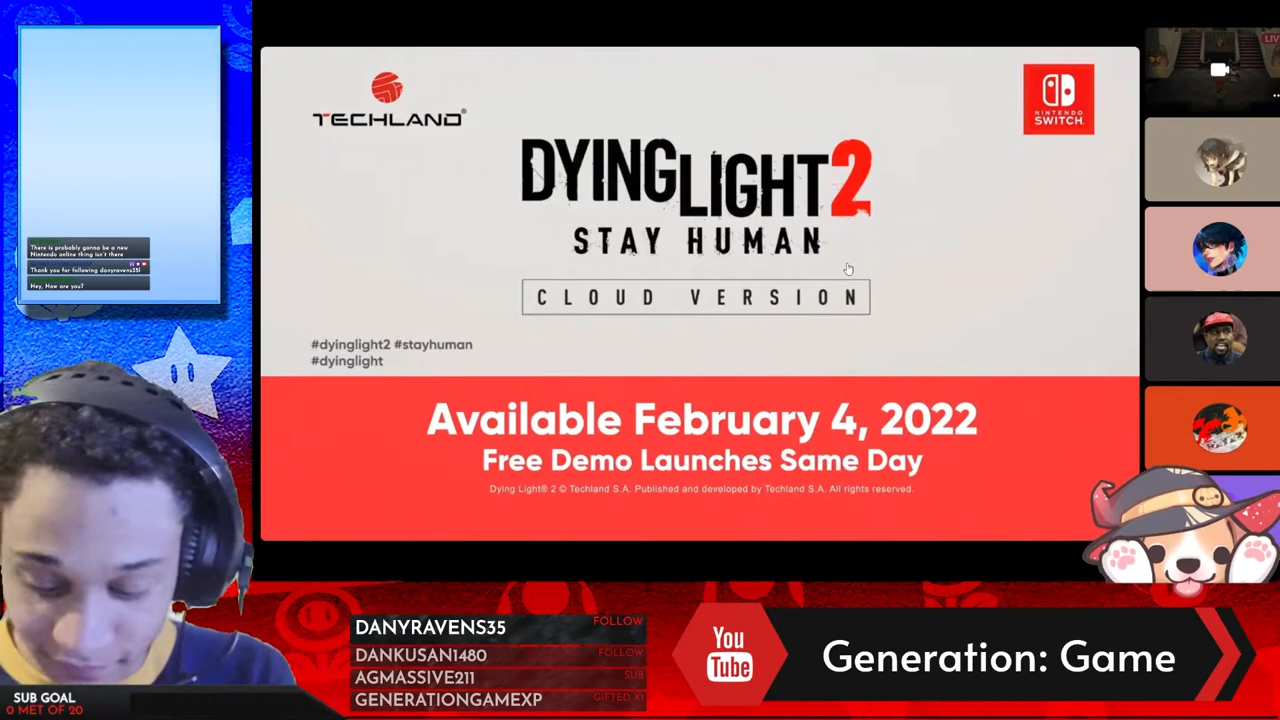 There is probably gonna be a new
Nintendo online thing isn't there
Thank you for following danyravens35!
Hey, How are you?
TECHLAND®
NINTENDO
SWITCH
DYING LIGHT 2
STAY HUMAN
CLOUD VERSION
#dyinglight2 #stayhuman
#dyinglight
Available February 4, 2022
Free Demo Launches Same Day
Dying Light® 2 © Techland S.A. Published and developed by Techland S.A. All rights reserved.
LIVE
DANYRAVENS35 FOLLOW
DANKUSAN1480 FOLLOW
AGMASSIVE211 SUB
GENERATIONGAMEXP GIFTED X1
SUB GOAL
0 MET OF 20
You
Tube
Generation: Game